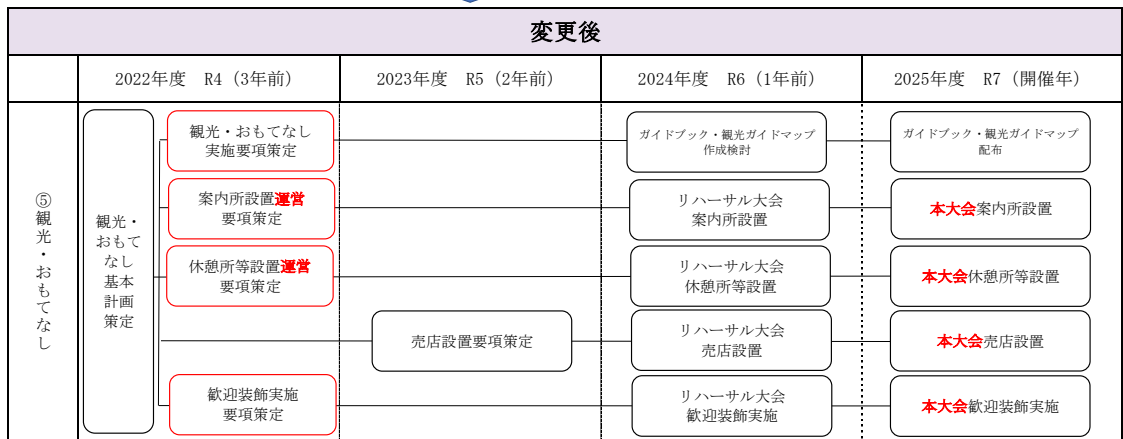 変更後
2022年度　R4（3年前）
2023年度　R5（2年前）
2024年度　R6（1年前）
2025年度　R7（開催年）
⑤観光・おもてなし
観光・
おもて
なし
基本
計画
策定
観光・おもてなし
実施要項策定
ガイドブック・観光ガイドマップ
作成検討
ガイドブック・観光ガイドマップ
配布
案内所設置運営
要項策定
リハーサル大会
案内所設置
本大会案内所設置
休憩所等設置運営
要項策定
リハーサル大会
休憩所等設置
本大会休憩所等設置
売店設置要項策定
リハーサル大会
売店設置
本大会売店設置
歓迎装飾実施
要項策定
リハーサル大会
歓迎装飾実施
本大会歓迎装飾実施